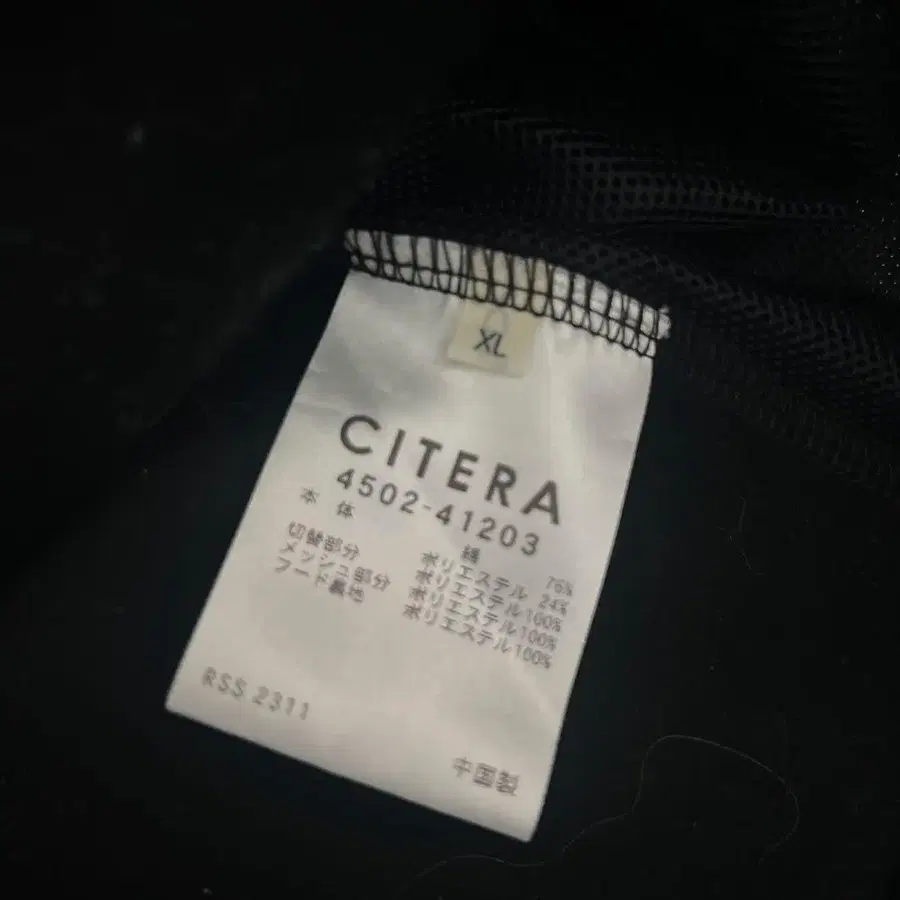 XL
CITERA
4502-41203
本 体 綿 76%
ポリエステル 24%
切替部分 ポリエステル100%
メッシュ部分 ポリエステル100%
フード裏地 ポリエステル100%
RSS 2311
中国製